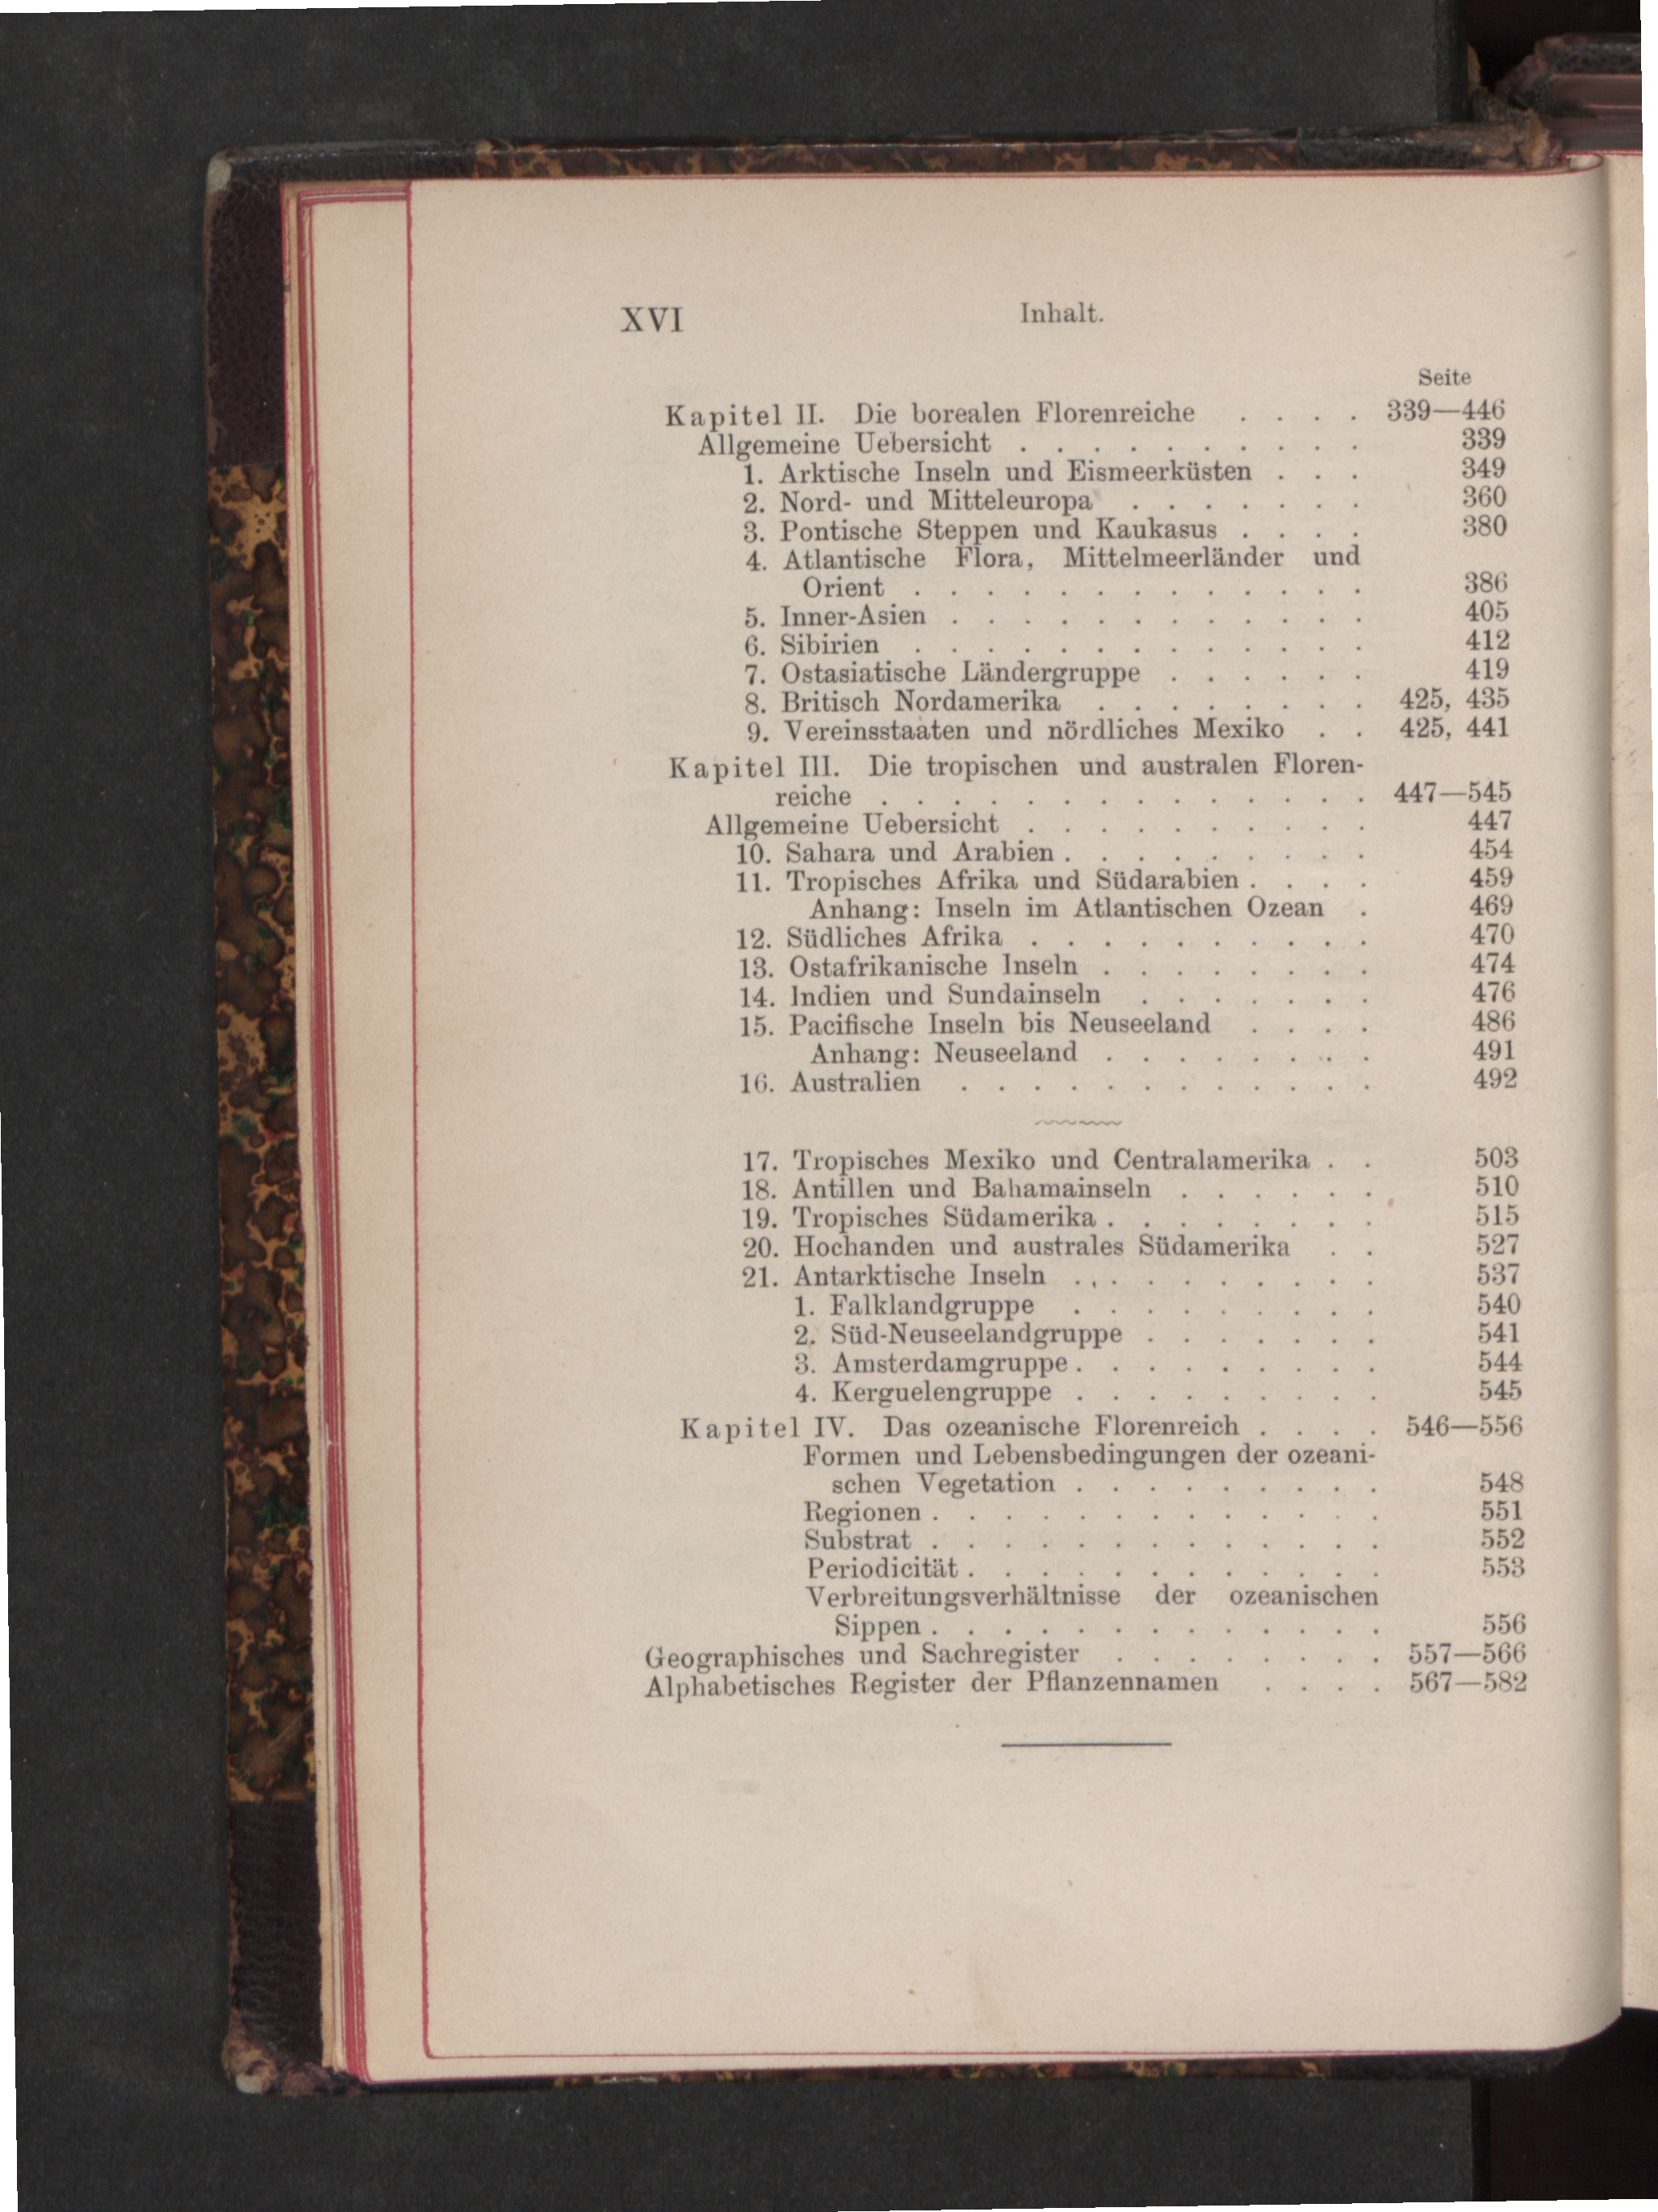 XVI Inhalt.
Seite
Kapitel II. Die borealen Florenreiche . . . . 339—446
Allgemeine Uebersicht . . . . . . . . . . 339
1. Arktische Inseln und Eismeerküsten . . . 349
2. Nord- und Mitteleuropa . . . . . . . 360
3. Pontische Steppen und Kaukasus . . . . 380
4. Atlantische Flora, Mittelmeerländer und
Orient . . . . . . . . . . . . . 386
5. Inner-Asien . . . . . . . . . . . . 405
6. Sibirien . . . . . . . . . . . . . 412
7. Ostasiatische Ländergruppe . . . . . . 419
8. Britisch Nordamerika . . . . . . . . 425, 435
9. Vereinsstaaten und nördliches Mexiko . . 425, 441
Kapitel III. Die tropischen und australen Floren-
reiche . . . . . . . . . . . . . . 447—545
Allgemeine Uebersicht . . . . . . . . . . 447
10. Sahara und Arabien . . . . . . . . . 454
11. Tropisches Afrika und Südarabien . . . . 459
Anhang: Inseln im Atlantischen Ozean . 469
12. Südliches Afrika . . . . . . . . . . 470
13. Ostafrikanische Inseln . . . . . . . . 474
14. Indien und Sundainseln . . . . . . . 476
15. Pacifische Inseln bis Neuseeland . . . . 486
Anhang: Neuseeland . . . . . . . . 491
16. Australien . . . . . . . . . . . . 492
17. Tropisches Mexiko und Centralamerika . . 503
18. Antillen und Bahamainseln . . . . . . 510
19. Tropisches Südamerika . . . . . . . . 515
20. Hochanden und australes Südamerika . . 527
21. Antarktische Inseln . . . . . . . . . 537
1. Falklandgruppe . . . . . . . . . 540
2. Süd-Neuseelandgruppe . . . . . . . 541
3. Amsterdamgruppe . . . . . . . . . 544
4. Kerguelengruppe . . . . . . . . . 545
Kapitel IV. Das ozeanische Florenreich . . . . 546—556
Formen und Lebensbedingungen der ozeani-
schen Vegetation . . . . . . . . . 548
Regionen . . . . . . . . . . . . . 551
Substrat . . . . . . . . . . . . . 552
Periodicität . . . . . . . . . . . . 553
Verbreitungsverhältnisse der ozeanischen
Sippen . . . . . . . . . . . . . 556
Geographisches und Sachregister . . . . . . . . 557—566
Alphabetisches Register der Pflanzennamen . . . . 567—582